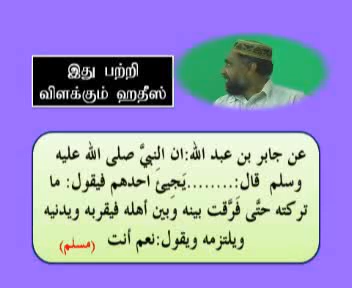 இது பற்றி
விளக்கும் ஹதீஸ்
عن جابر بن عبد الله:ان النبيَّ صلى الله عليه
وسلم قال:........يَجِئُ احدهم فيقول: ما
تركته حتَّى فَرَّقت بينه وبين أهله فيقربه ويدنيه
ويلتزمه ويقول:نعم أنت (مسلم)